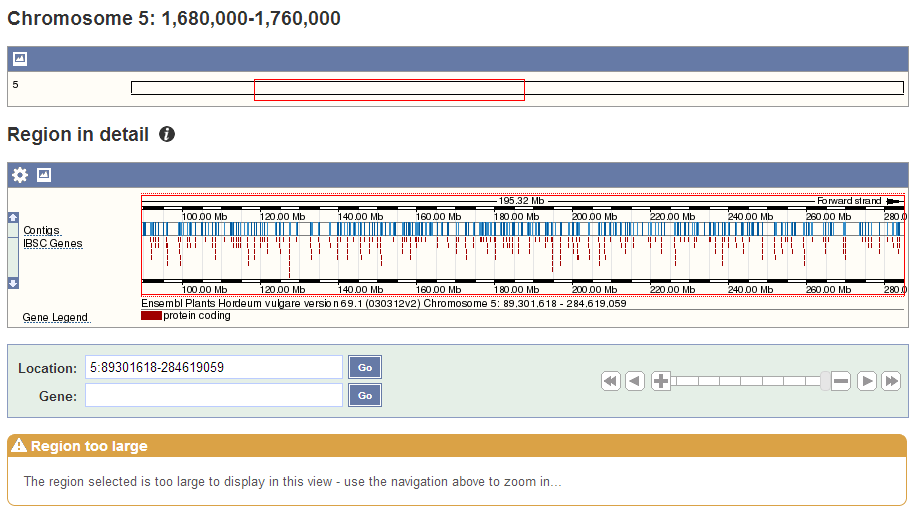 Chromosome 5: 1,680,000-1,760,000
5
Region in detail i
195.32 Mb Forward strand
100.00 Mb 120.00 Mb 140.00 Mb 160.00 Mb 180.00 Mb 200.00 Mb 220.00 Mb 240.00 Mb 260.00 Mb 280.0
Contigs
IBSC Genes
100.00 Mb 120.00 Mb 140.00 Mb 160.00 Mb 180.00 Mb 200.00 Mb 220.00 Mb 240.00 Mb 260.00 Mb 280.0
Ensembl Plants Hordeum vulgare version 69.1 (030312v2) Chromosome 5: 89,301,618 - 284,619,059
Gene Legend protein coding
Location: 5:89301618-284619059 Go
Gene: Go
Region too large
The region selected is too large to display in this view - use the navigation above to zoom in...